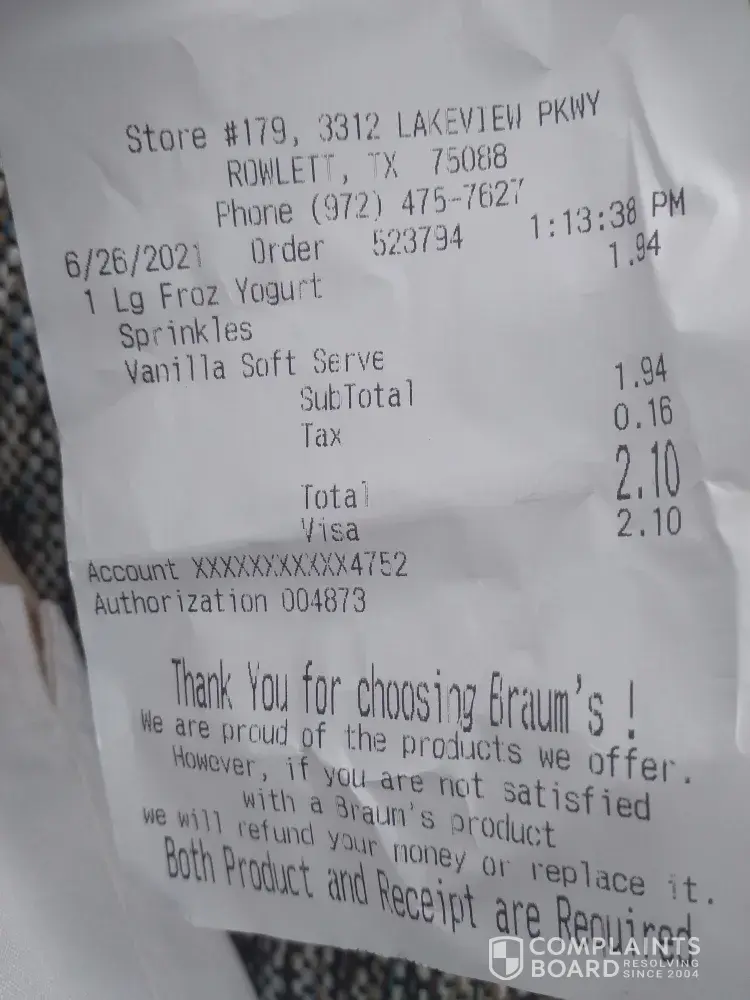 Store #179, 3312 LAKEVIEW PKWY
ROWLETT, TX 75088
Phone (972) 475-7627
6/26/2021 Order 523794 1:13:38 PM
1 Lg Froz Yogurt 1.94
Sprinkles
Vanilla Soft Serve
SubTotal 1.94
Tax 0.16
Total 2.10
Visa 2.10
Account XXXXXXXXXXXX4752
Authorization 004873
Thank You for choosing Braum's !
We are proud of the products we offer.
However, if you are not satisfied
with a Braum's product
we will refund your money or replace it.
Both Product and Receipt are Required
COMPLAINTS
BOARD RESOLVING
SINCE 2004